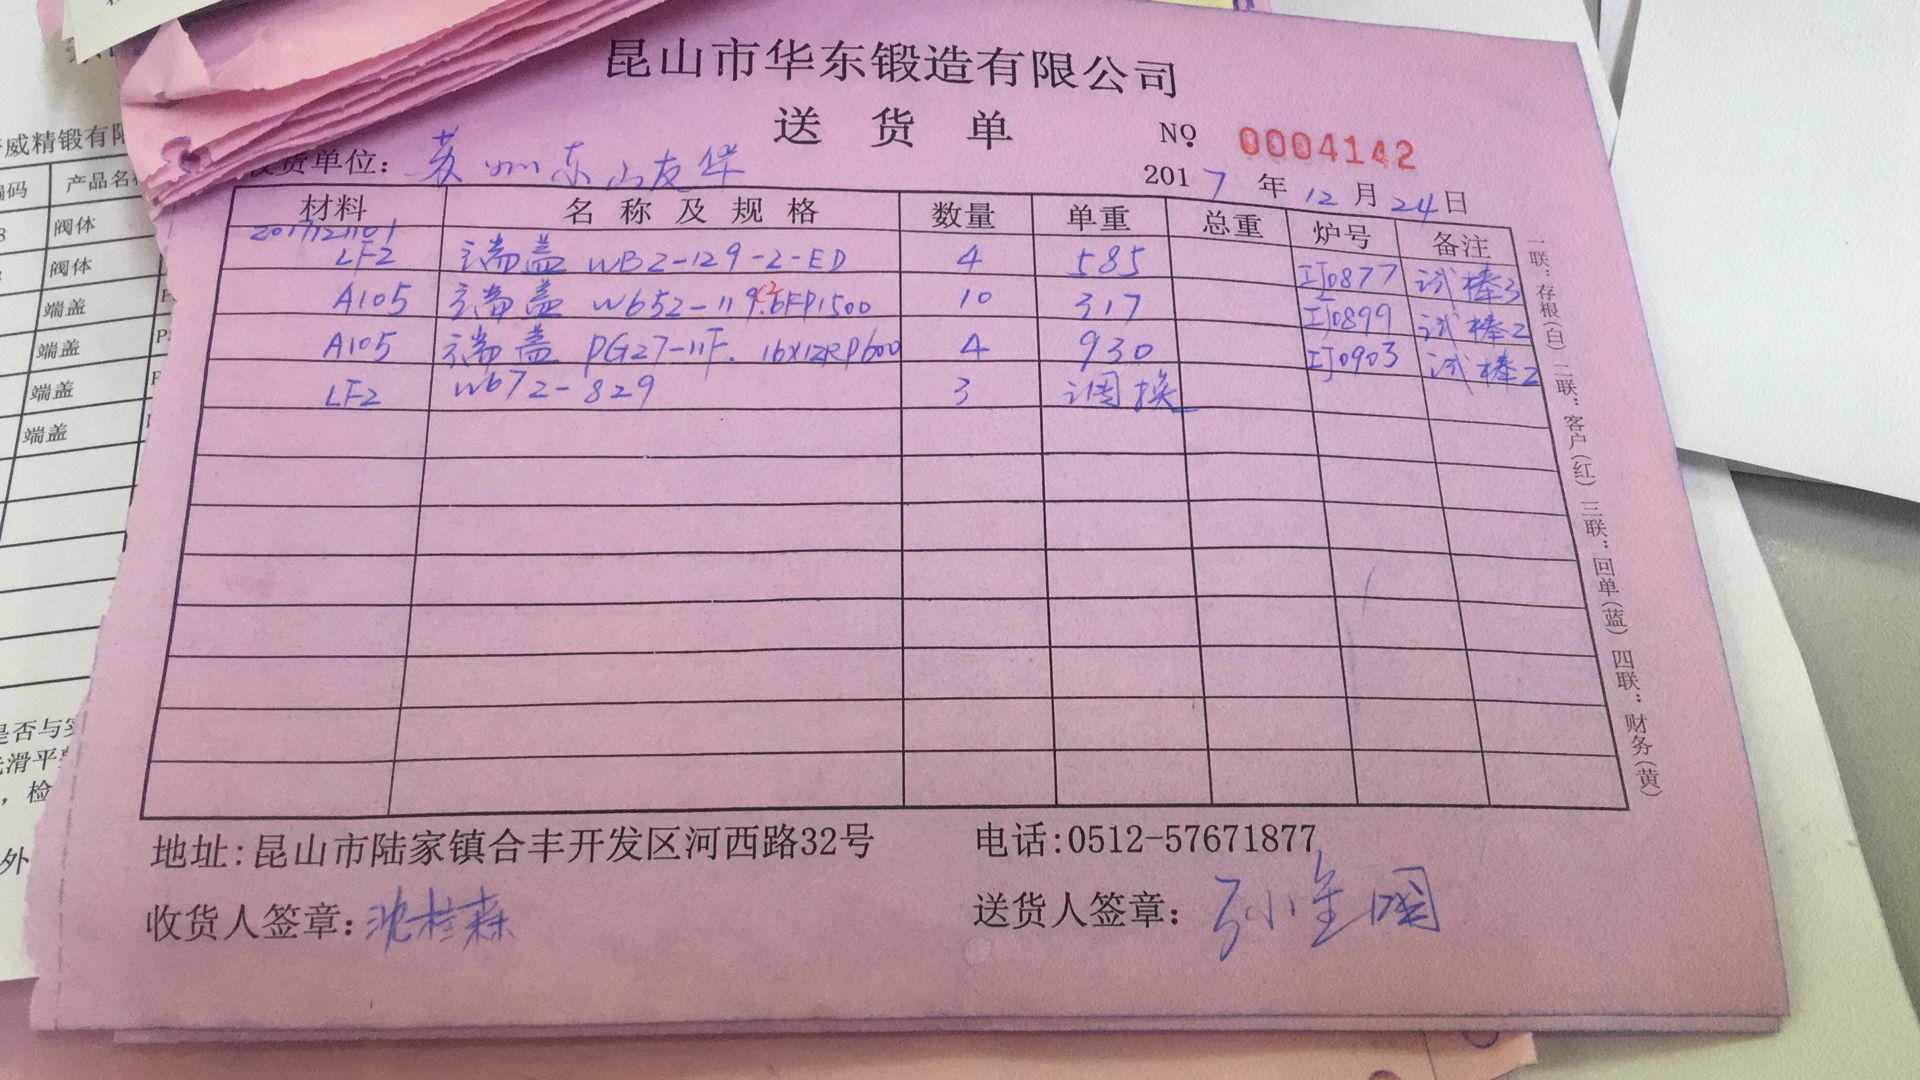 昆山市华东锻造有限公司
送货单 № 0004142
货单位: 苏州东山友华 2017年12月24日
材料 名称及规格 数量 单重 总重 炉号 备注
2017121101
LF2 端盖 WB2-129-2-ED 4 585 IJ0877 试棒3
A105 端盖 W652-119 6FP1500 10 317 IJ0899 试棒2
A105 端盖 PG27-11F. 16X12RP600 4 930 IJ0903 试棒2
LF2 W672-829 3 调换
一联:存根(白) 二联:客户(红) 三联:回单(蓝) 四联:财务(黄)
地址:昆山市陆家镇合丰开发区河西路32号 电话:0512-57671877
收货人签章:沈桂森 送货人签章:孙金国
威精锻有限
编码 产品名称
阀体
阀体
端盖
端盖
端盖
端盖
是否与实
光滑平整
,检
外